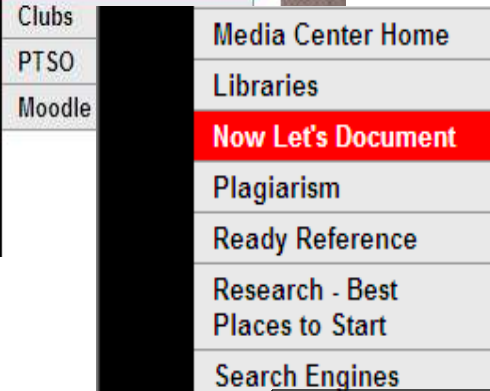 Clubs
PTSO
Moodle
Media Center Home
Libraries
Now Let's Document
Plagiarism
Ready Reference
Research - Best
Places to Start
Search Engines